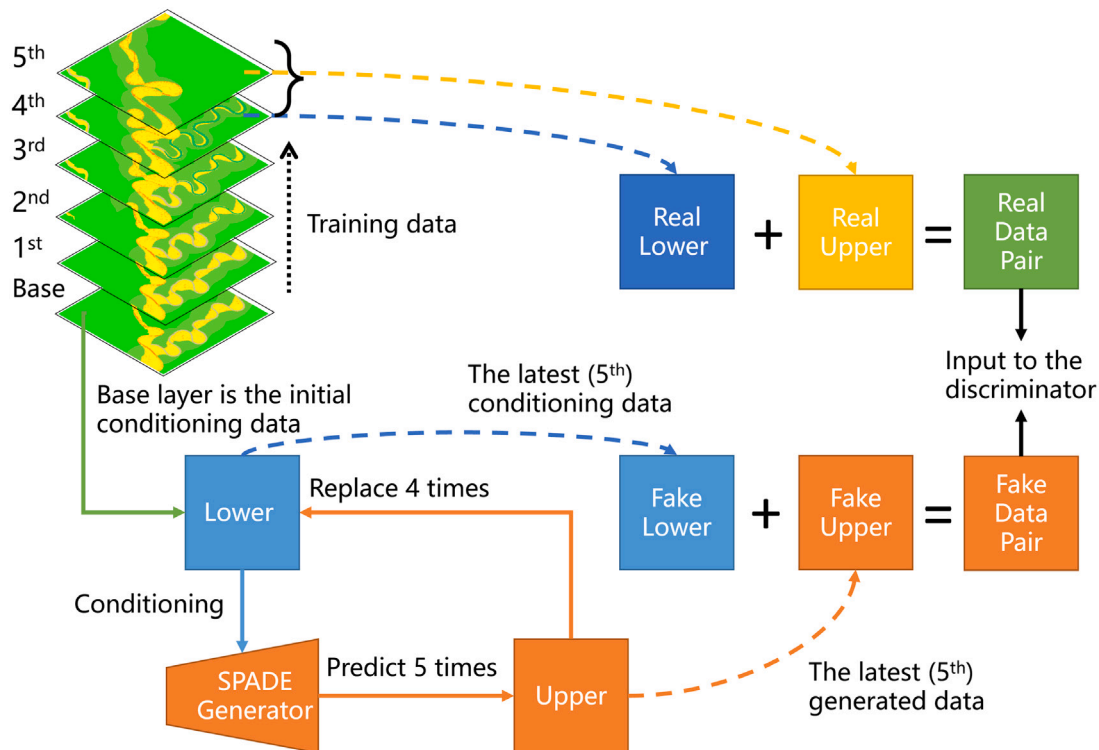 5th
4th
3rd
2nd
1st
Base
Training data
Real
Lower
+
Real
Upper
=
Real
Data
Pair
Input to the
discriminator
Base layer is the initial
conditioning data
The latest (5th)
conditioning data
Lower
Replace 4 times
Fake
Lower
+
Fake
Upper
=
Fake
Data
Pair
Conditioning
SPADE
Generator
Predict 5 times
Upper
The latest (5th)
generated data